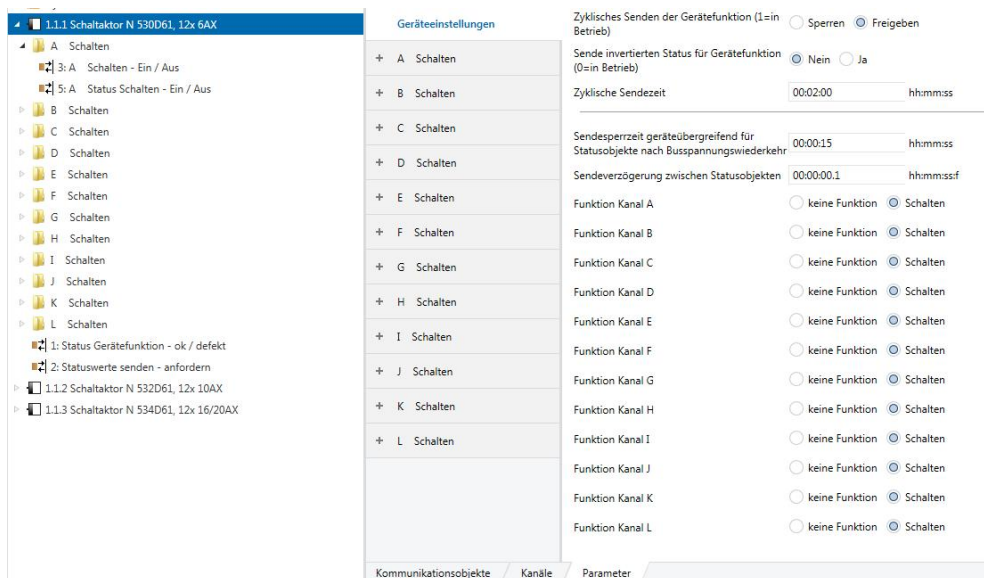 1.1.1 Schaltaktor N 530D61, 12x 6AX
A Schalten
3: A Schalten - Ein / Aus
5: A Status Schalten - Ein / Aus
B Schalten
C Schalten
D Schalten
E Schalten
F Schalten
G Schalten
H Schalten
I Schalten
J Schalten
K Schalten
L Schalten
1: Status Gerätefunktion - ok / defekt
2: Statuswerte senden - anfordern
1.1.2 Schaltaktor N 532D61, 12x 10AX
1.1.3 Schaltaktor N 534D61, 12x 16/20AX
Geräteeinstellungen
+ A Schalten
+ B Schalten
+ C Schalten
+ D Schalten
+ E Schalten
+ F Schalten
+ G Schalten
+ H Schalten
+ I Schalten
+ J Schalten
+ K Schalten
+ L Schalten
Zyklisches Senden der Gerätefunktion (1=in
Betrieb)
Sperren Freigeben
Sende invertierten Status für Gerätefunktion
(0=in Betrieb)
Nein Ja
Zyklische Sendezeit 00:02:00 hh:mm:ss
Sendesperrzeit geräteübergreifend für
Statusobjekte nach Busspannungswiederkehr
00:00:15 hh:mm:ss
Sendeverzögerung zwischen Statusobjekten 00:00:00.1 hh:mm:ss:f
Funktion Kanal A keine Funktion Schalten
Funktion Kanal B keine Funktion Schalten
Funktion Kanal C keine Funktion Schalten
Funktion Kanal D keine Funktion Schalten
Funktion Kanal E keine Funktion Schalten
Funktion Kanal F keine Funktion Schalten
Funktion Kanal G keine Funktion Schalten
Funktion Kanal H keine Funktion Schalten
Funktion Kanal I keine Funktion Schalten
Funktion Kanal J keine Funktion Schalten
Funktion Kanal K keine Funktion Schalten
Funktion Kanal L keine Funktion Schalten
Kommunikationsobjekte Kanäle Parameter